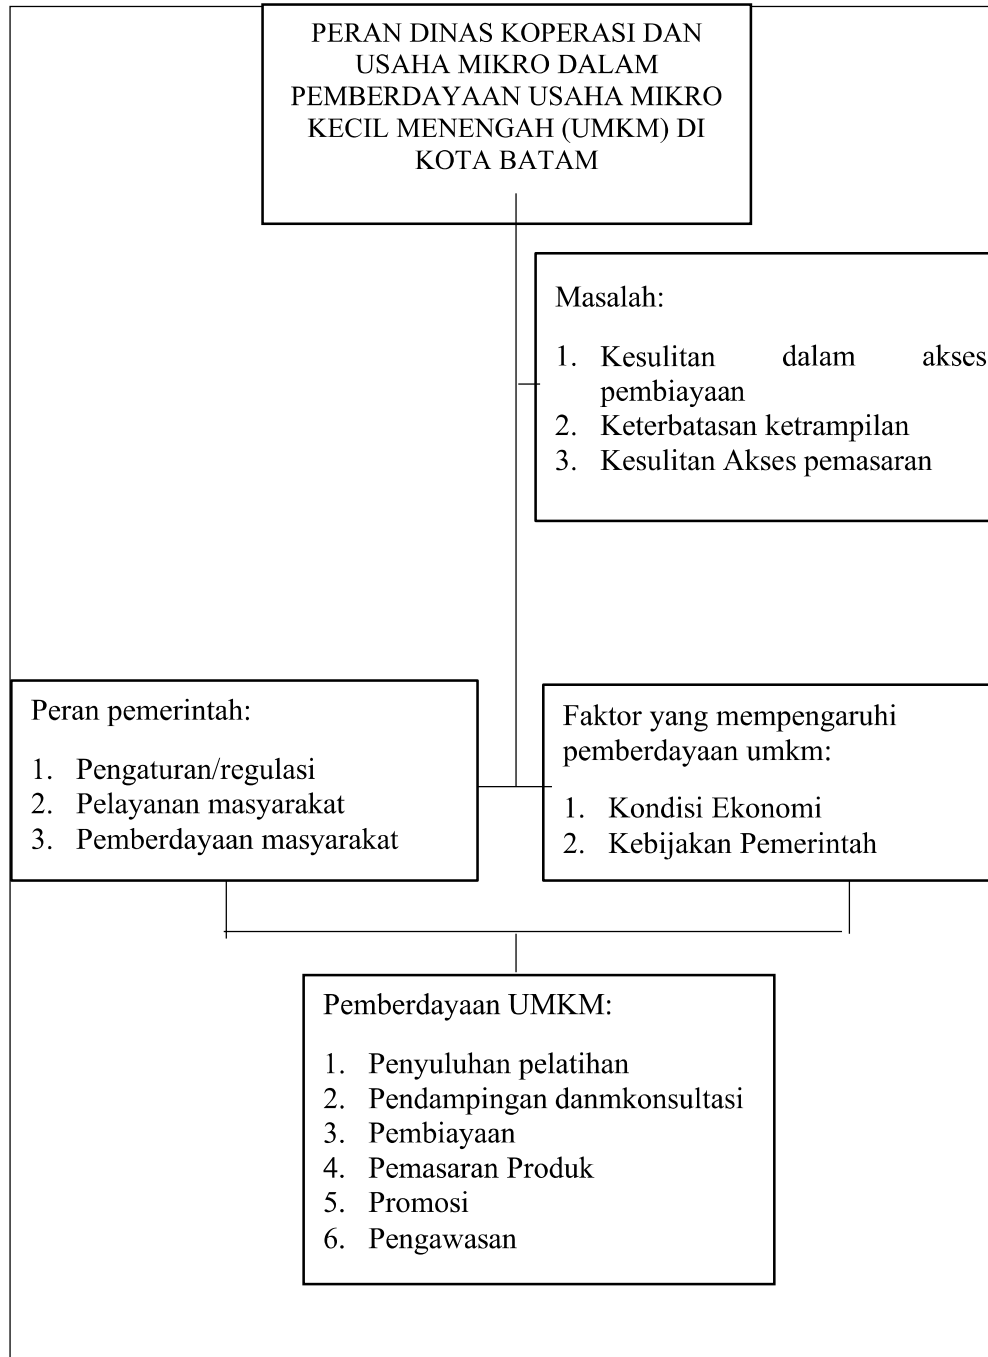 PERAN DINAS KOPERASI DAN
USAHA MIKRO DALAM
PEMBERDAYAAN USAHA MIKRO
KECIL MENENGAH (UMKM) DI
KOTA BATAM
Masalah:
1. Kesulitan dalam akses
pembiayaan
2. Keterbatasan ketrampilan
3. Kesulitan Akses pemasaran
Peran pemerintah:
1. Pengaturan/regulasi
2. Pelayanan masyarakat
3. Pemberdayaan masyarakat
Faktor yang mempengaruhi
pemberdayaan umkm:
1. Kondisi Ekonomi
2. Kebijakan Pemerintah
Pemberdayaan UMKM:
1. Penyuluhan pelatihan
2. Pendampingan danmkonsultasi
3. Pembiayaan
4. Pemasaran Produk
5. Promosi
6. Pengawasan